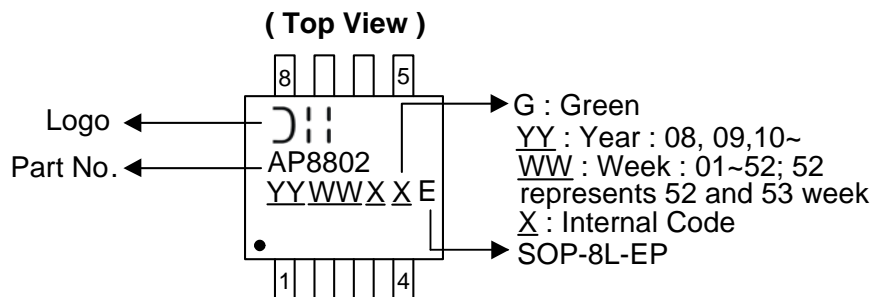 ( Top View )
8 5
Logo
AP8802
Part No.
YYWWXXE
G : Green
YY : Year : 08, 09,10~
WW : Week : 01~52; 52
represents 52 and 53 week
X : Internal Code
SOP-8L-EP
1 4